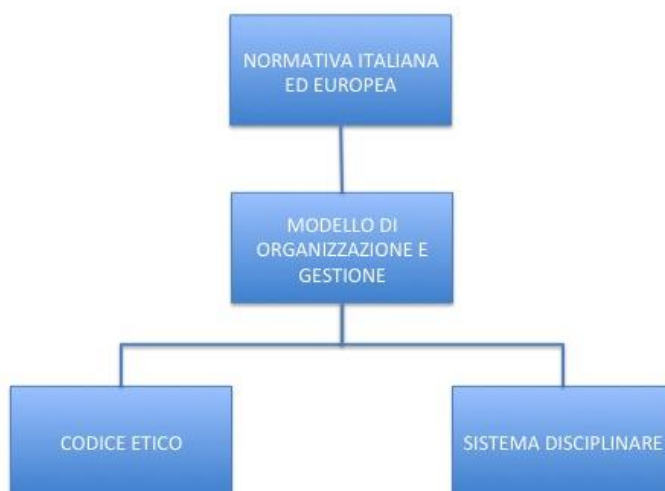 NORMATIVA ITALIANA
ED EUROPEA
MODELLO DI
ORGANIZZAZIONE E
GESTIONE
CODICE ETICO
SISTEMA DISCIPLINARE